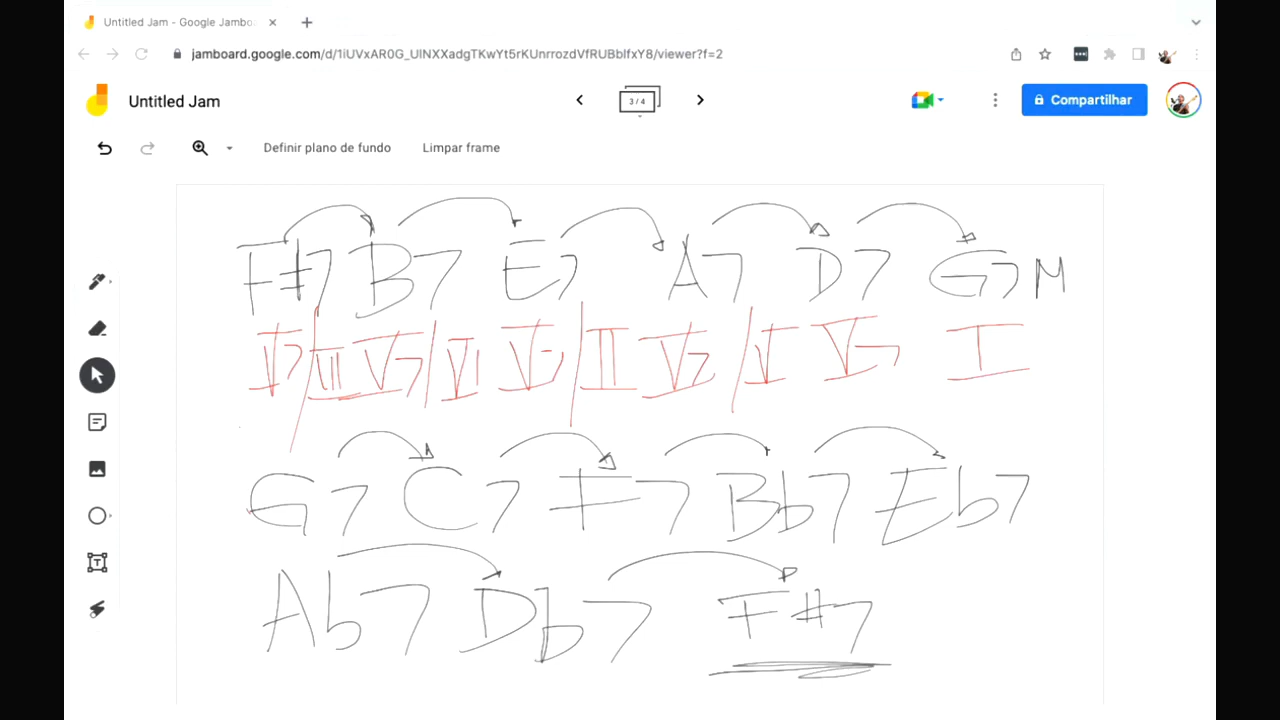 Untitled Jam - Google Jambo
jamboard.google.com/d/1iUVxAR0G_UINXXadgTKwYt5rKUnrrozdVfRUBbIfxY8/viewer?f=2
Untitled Jam
3 / 4
Compartilhar
Definir plano de fundo
Limpar frame
F#7 B7 E7 A7 D7 G7M
V7/III V7/VI V7/II V7/V V7 I
G7 C7 F7 Bb7 Eb7
Ab7 Db7 F#7